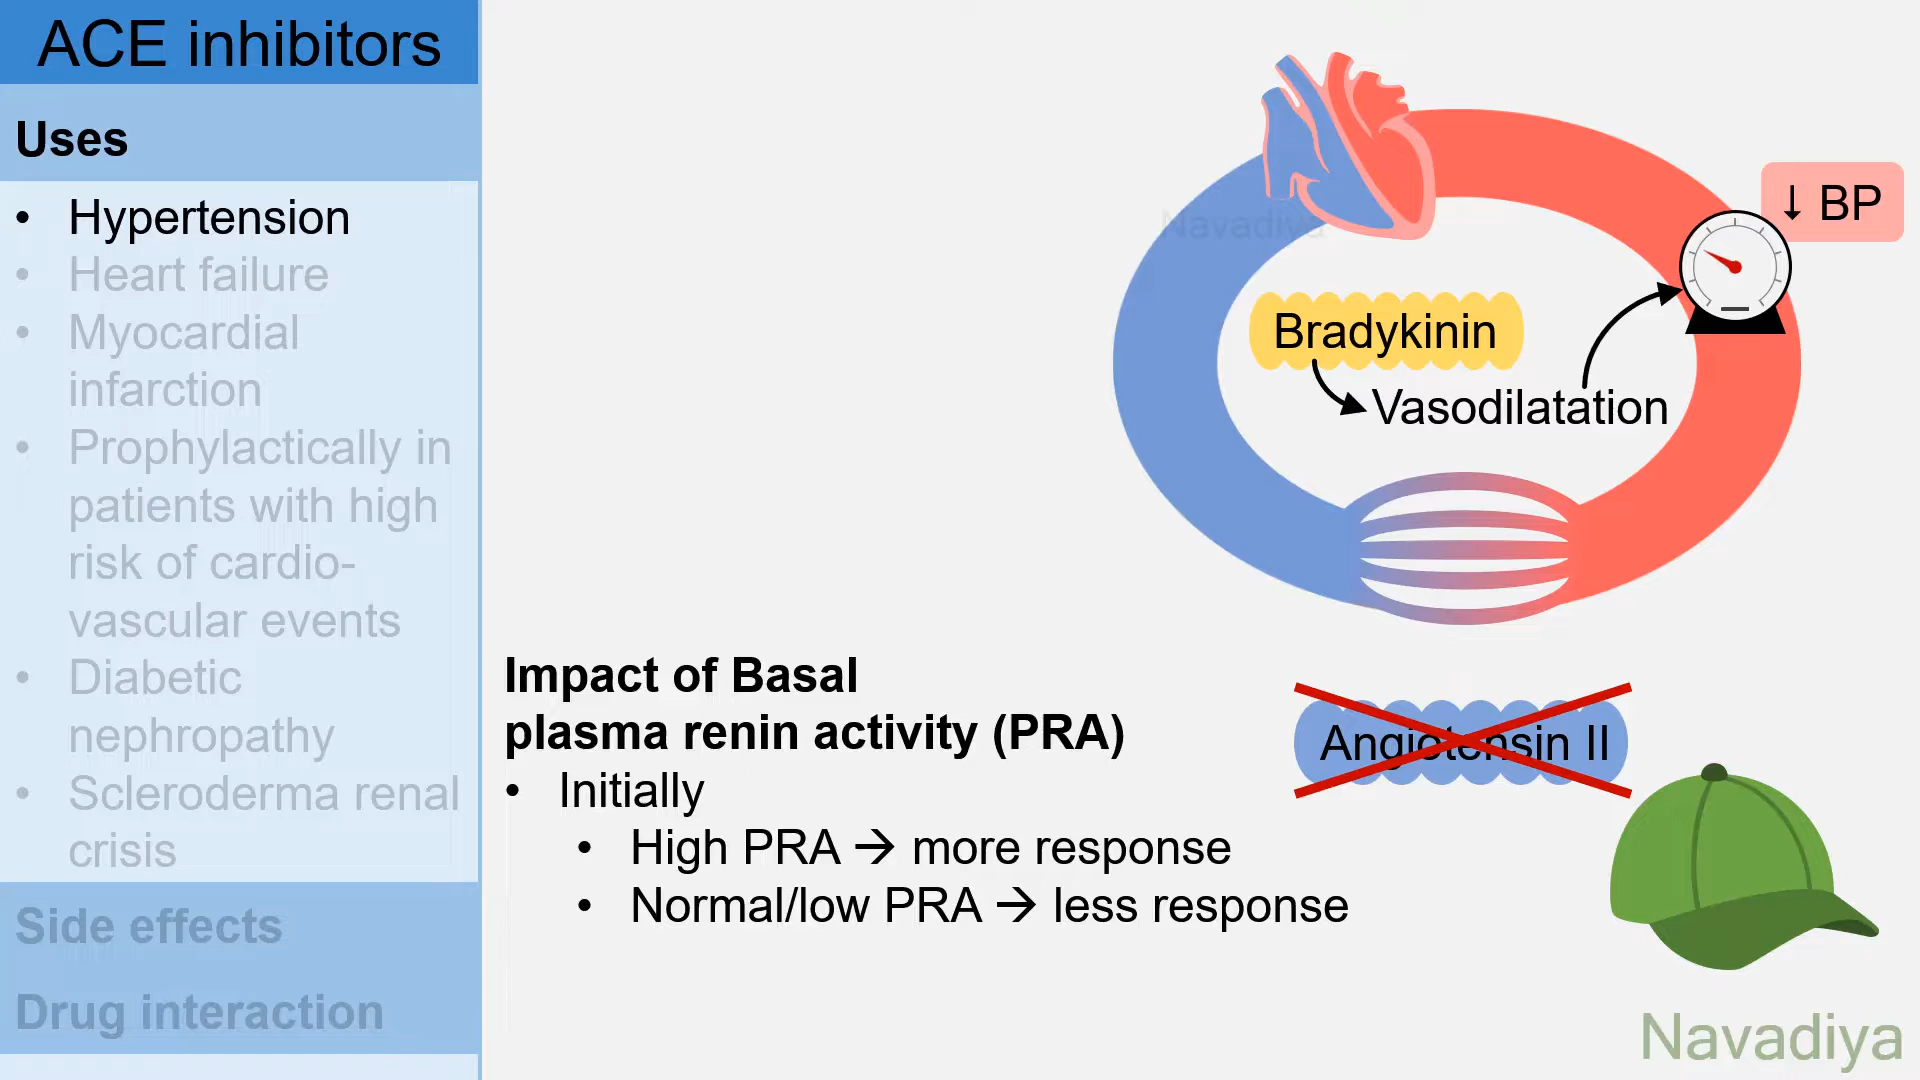 ACE inhibitors
Uses
• Hypertension
• Heart failure
• Myocardial
infarction
• Prophylactically in
patients with high
risk of cardio-
vascular events
• Diabetic
nephropathy
• Scleroderma renal
crisis
Side effects
Drug interaction
↓ BP
Navadiya
Bradykinin
Vasodilatation
Impact of Basal
plasma renin activity (PRA)
• Initially
• High PRA → more response
• Normal/low PRA → less response
Angiotensin II
Navadiya